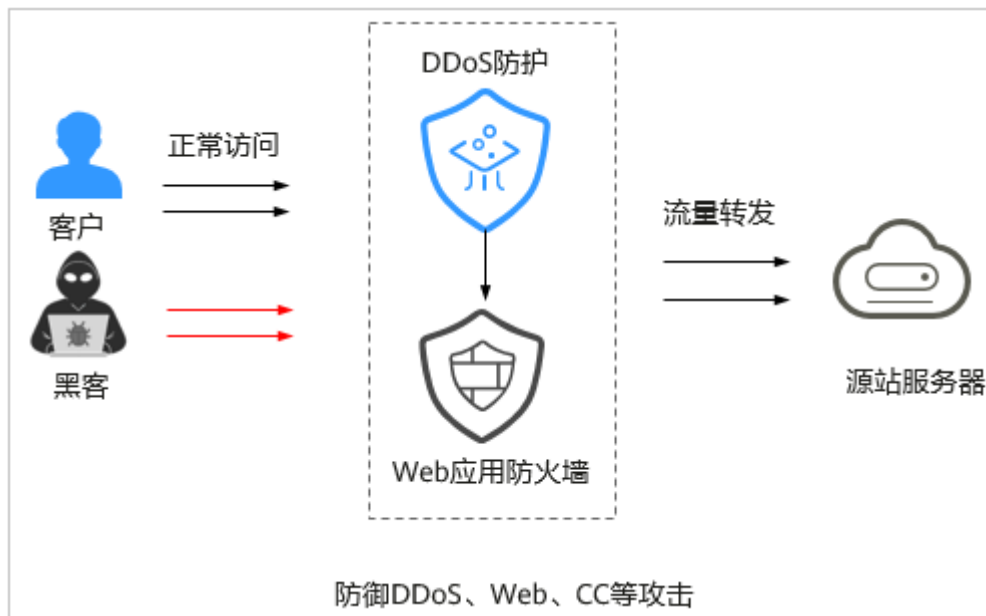 DDoS防护
正常访问
客户
流量转发
黑客
源站服务器
Web应用防火墙
防御DDoS、Web、CC等攻击